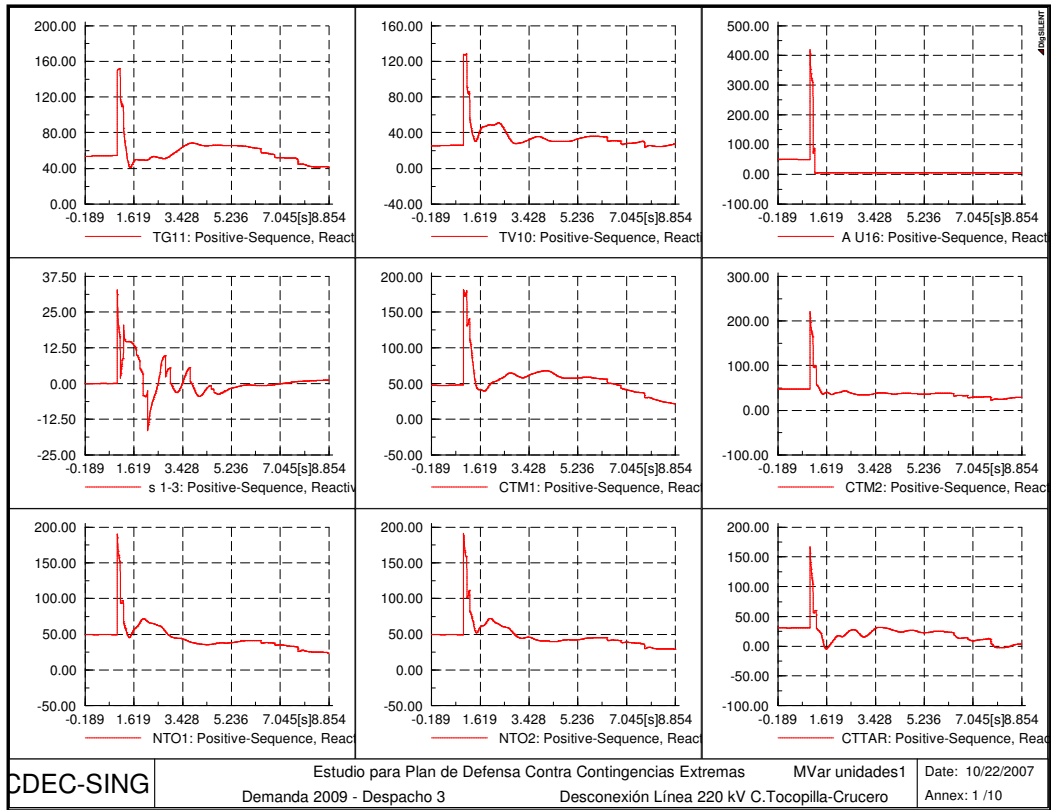 200.00
160.00
120.00
80.00
40.00
0.00
-0.189 1.619 3.428 5.236 7.045 [s] 8.854
TG11: Positive-Sequence, Reacti
160.00
120.00
80.00
40.00
0.00
-40.00
-0.189 1.619 3.428 5.236 7.045 [s] 8.854
TV10: Positive-Sequence, Reacti
500.00
400.00
300.00
200.00
100.00
0.00
-100.00
-0.189 1.619 3.428 5.236 7.045 [s] 8.854
A U16: Positive-Sequence, React
DIgSILENT
37.50
25.00
12.50
0.00
-12.50
-25.00
-0.189 1.619 3.428 5.236 7.045 [s] 8.854
s 1-3: Positive-Sequence, Reactiv
200.00
150.00
100.00
50.00
0.00
-50.00
-0.189 1.619 3.428 5.236 7.045 [s] 8.854
CTM1: Positive-Sequence, Reac
300.00
200.00
100.00
0.00
-100.00
-0.189 1.619 3.428 5.236 7.045 [s] 8.854
CTM2: Positive-Sequence, Reac
200.00
150.00
100.00
50.00
0.00
-50.00
-0.189 1.619 3.428 5.236 7.045 [s] 8.854
NTO1: Positive-Sequence, React
200.00
150.00
100.00
50.00
0.00
-50.00
-0.189 1.619 3.428 5.236 7.045 [s] 8.854
NTO2: Positive-Sequence, React
200.00
150.00
100.00
50.00
0.00
-50.00
-100.00
-0.189 1.619 3.428 5.236 7.045 [s] 8.854
CTTAR: Positive-Sequence, Rea
CDEC-SING
Estudio para Plan de Defensa Contra Contingencias Extremas MVar unidades1
Demanda 2009 - Despacho 3 Desconexión Línea 220 kV C.Tocopilla-Crucero
Date: 10/22/2007
Annex: 1 /10